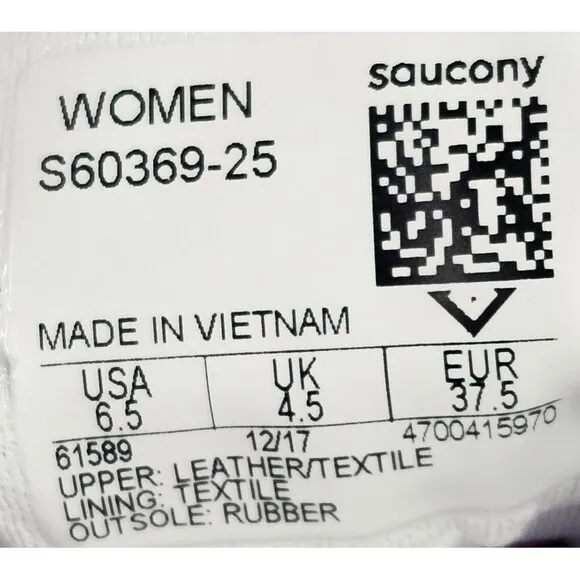 saucony
WOMEN
S60369-25
MADE IN VIETNAM
USA UK EUR
6.5 4.5 37.5
61589 12/17 4700415970
UPPER: LEATHER/TEXTILE
LINING: TEXTILE
OUTSOLE: RUBBER